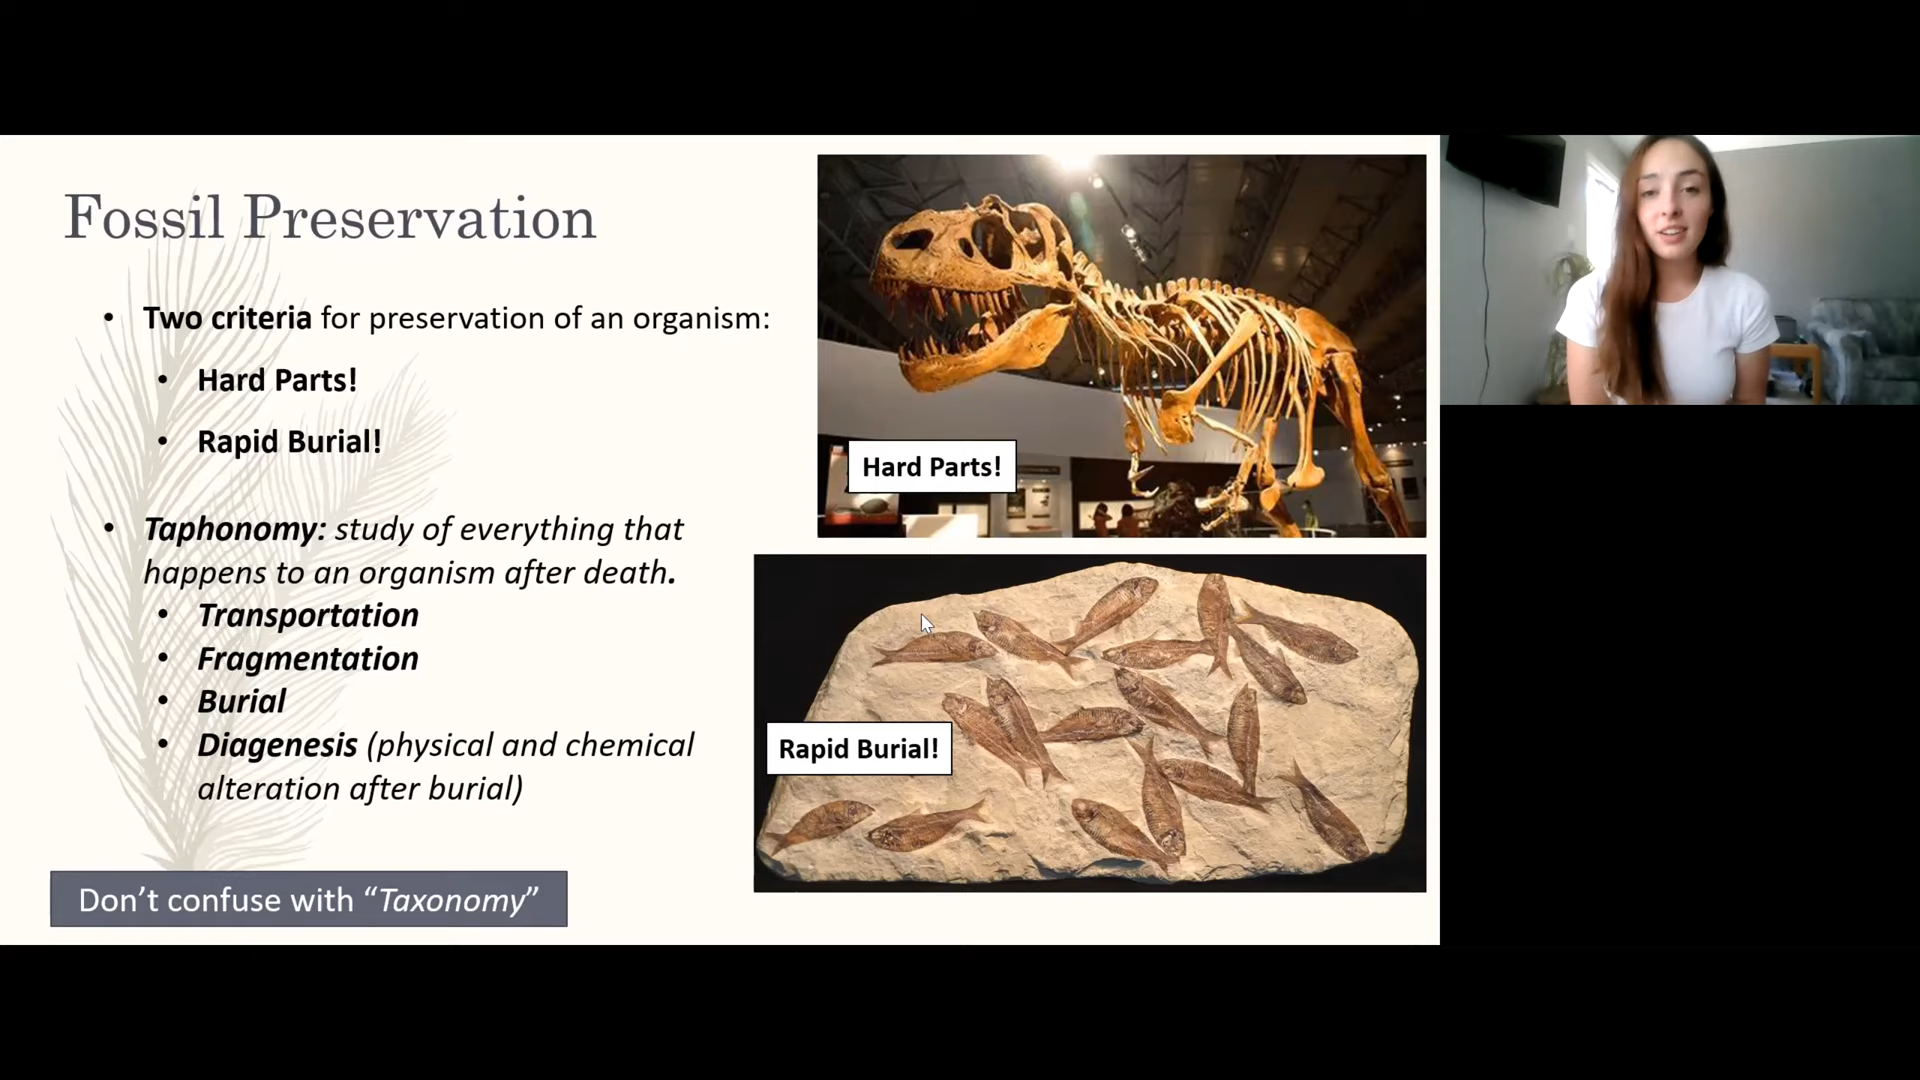 Fossil Preservation
• Two criteria for preservation of an organism:
• Hard Parts!
• Rapid Burial!
• Taphonomy: study of everything that
happens to an organism after death.
• Transportation
• Fragmentation
• Burial
• Diagenesis (physical and chemical
alteration after burial)
Don’t confuse with “Taxonomy”
Hard Parts!
Rapid Burial!